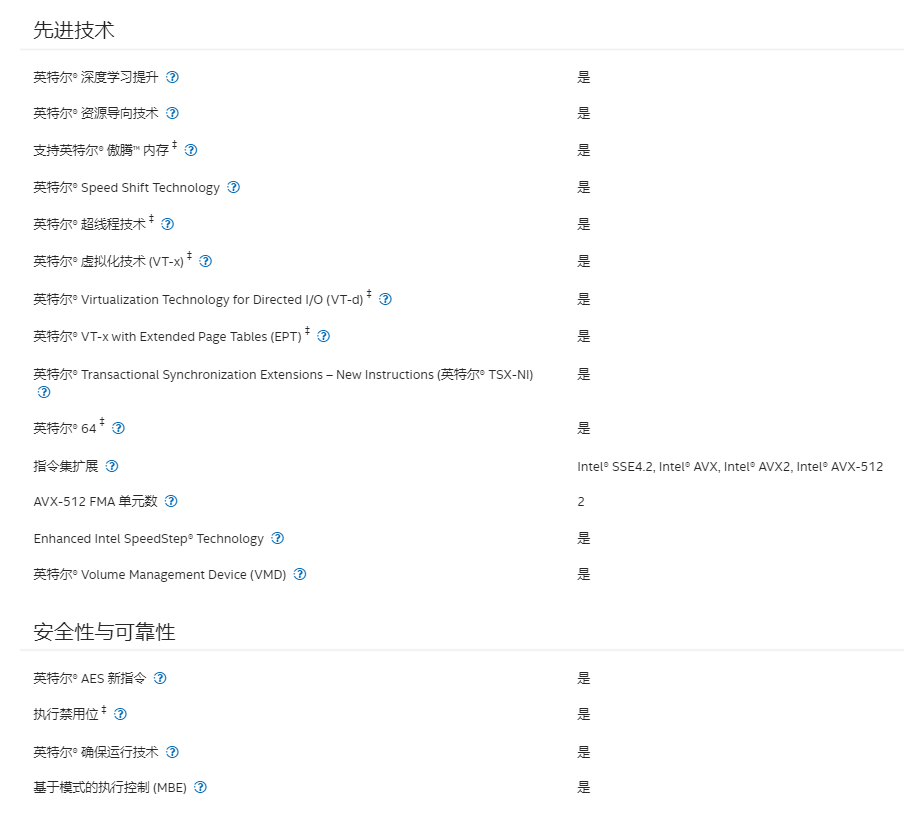 先进技术
英特尔® 深度学习提升 是
英特尔® 资源导向技术 是
支持英特尔® 傲腾™ 内存 ‡ 是
英特尔® Speed Shift Technology 是
英特尔® 超线程技术 ‡ 是
英特尔® 虚拟化技术 (VT-x) ‡ 是
英特尔® Virtualization Technology for Directed I/O (VT-d) ‡ 是
英特尔® VT-x with Extended Page Tables (EPT) ‡ 是
英特尔® Transactional Synchronization Extensions – New Instructions (英特尔® TSX-NI) 是
英特尔® 64 ‡ 是
指令集扩展 Intel® SSE4.2, Intel® AVX, Intel® AVX2, Intel® AVX-512
AVX-512 FMA 单元数 2
Enhanced Intel SpeedStep® Technology 是
英特尔® Volume Management Device (VMD) 是
安全性与可靠性
英特尔® AES 新指令 是
执行禁用位 ‡ 是
英特尔® 确保运行技术 是
基于模式的执行控制 (MBE) 是